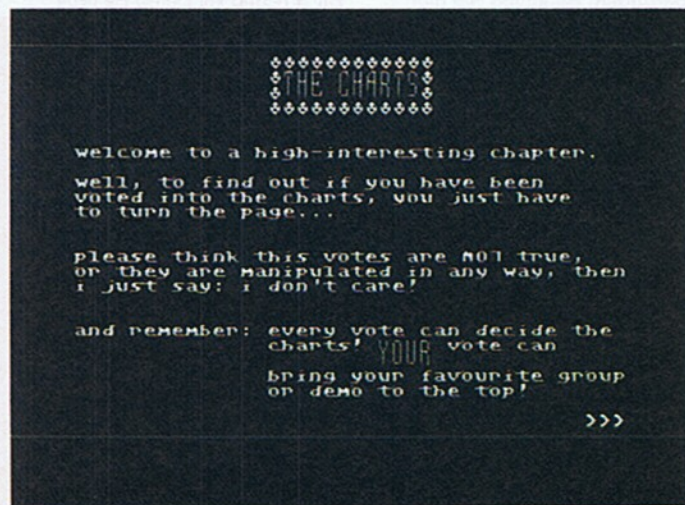 THE CHARTS
welcome to a high-interesting chapter.
well, to find out if you have been
voted into the charts, you just have
to turn the page...
please think this votes are NOT true,
or they are manipulated in any way, then
i just say: i don't care!
and remember: every vote can decide the
charts! YOUR vote can
bring your favourite group
or demo to the top!
>>>